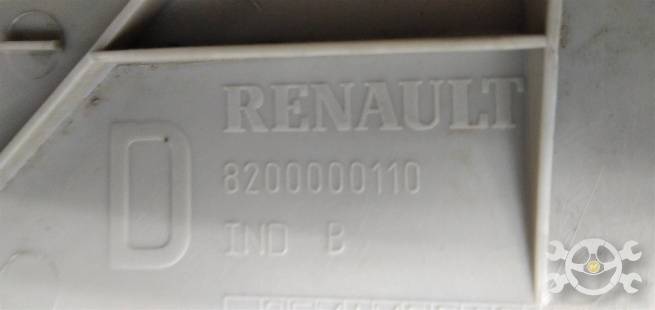 RENAULT
D
8200000110
IND B